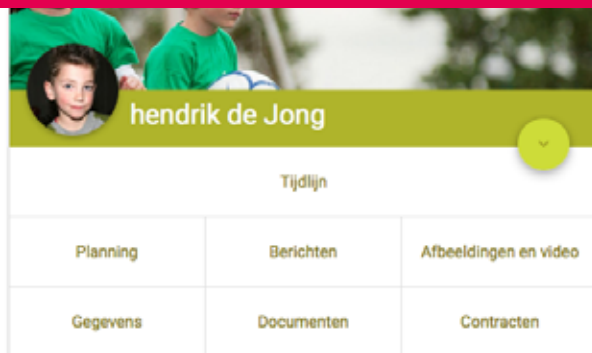 hendrik de Jong
Tijdlijn
Planning Berichten Afbeeldingen en video
Gegevens Documenten Contracten